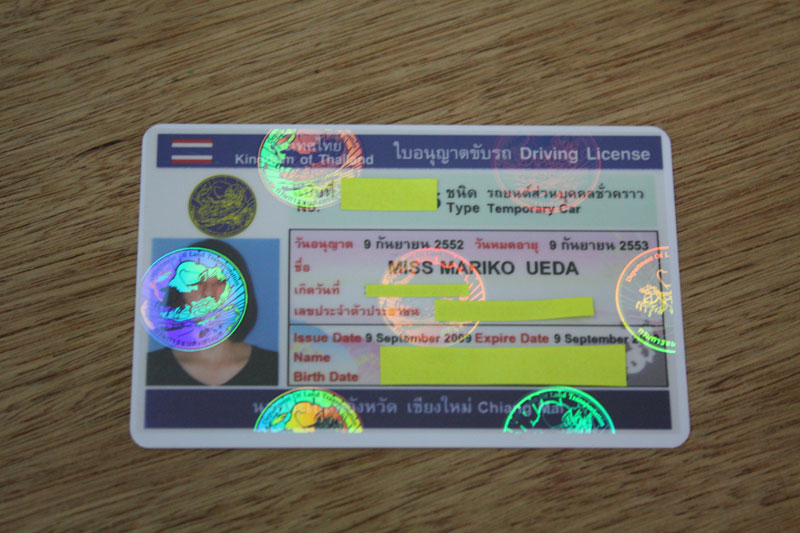 Kingdom of Thailand
ใบอนุญาตขับรถ Driving License
ชนิด รถยนต์ส่วนบุคคลชั่วคราว
Type Temporary Car
วันอนุญาต 9 กันยายน 2552 วันหมดอายุ 9 กันยายน 2553
ชื่อ MISS MARIKO UEDA
เกิดวันที่
เลขประจำตัวประชาชน
Issue Date 9 September 2009 Expire Date 9 September
Name
Birth Date
เชียงใหม่ Chiang Mai